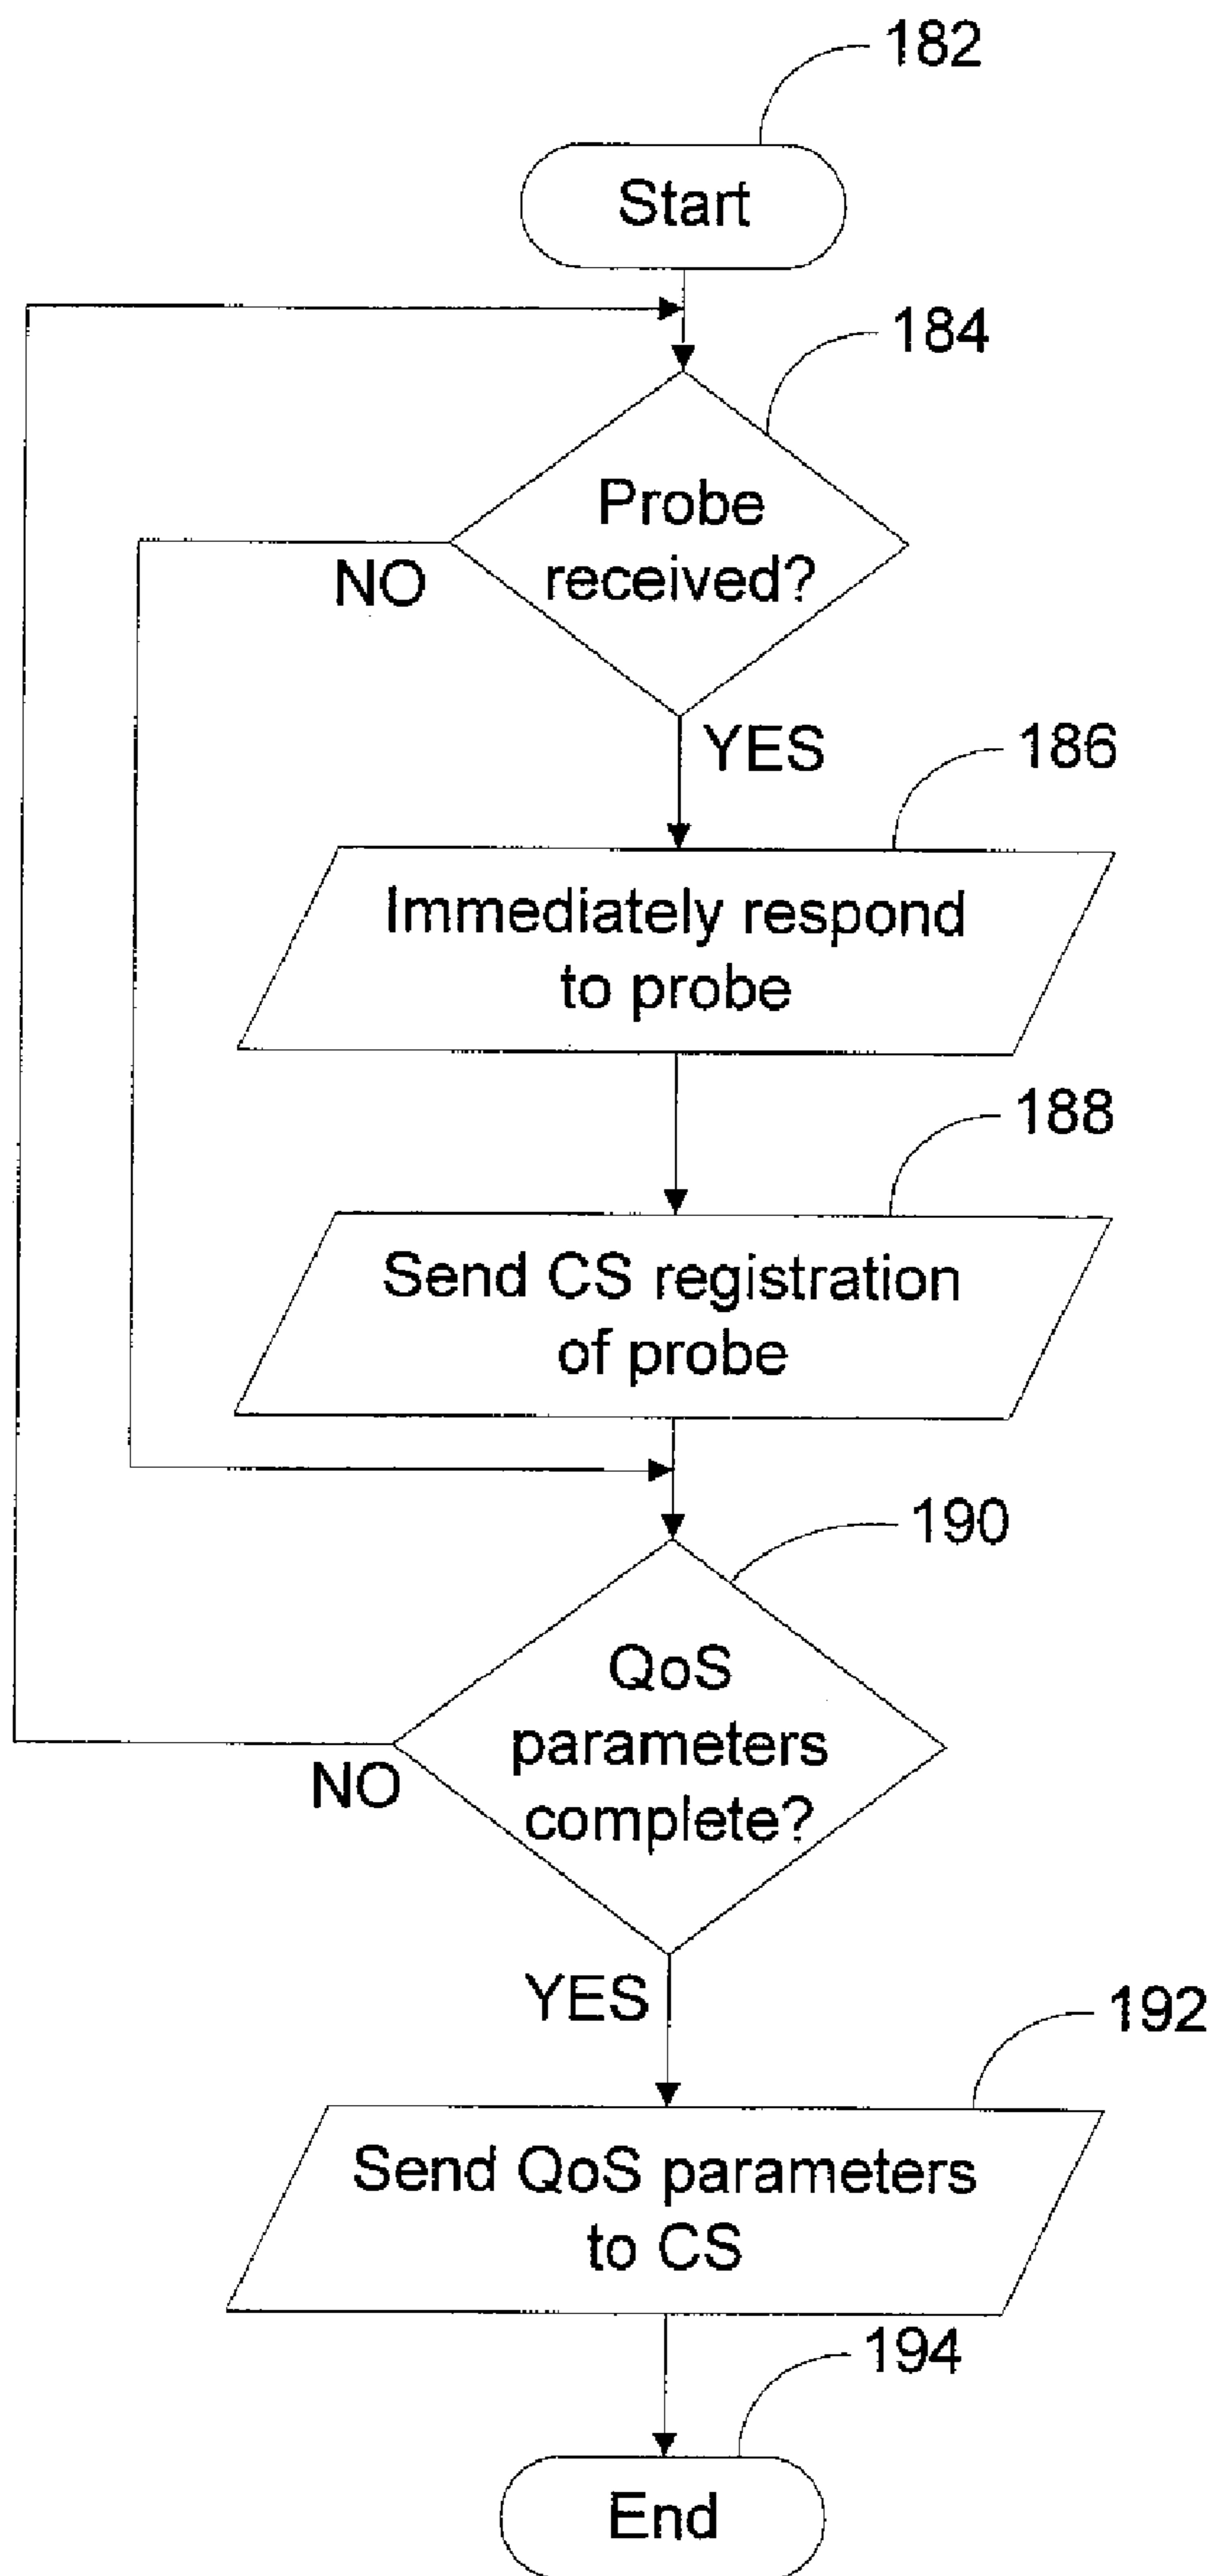 182
Start
184
Probe
received?
NO
YES
186
Immediately respond
to probe
188
Send CS registration
of probe
190
QoS
parameters
complete?
NO
YES
192
Send QoS parameters
to CS
194
End